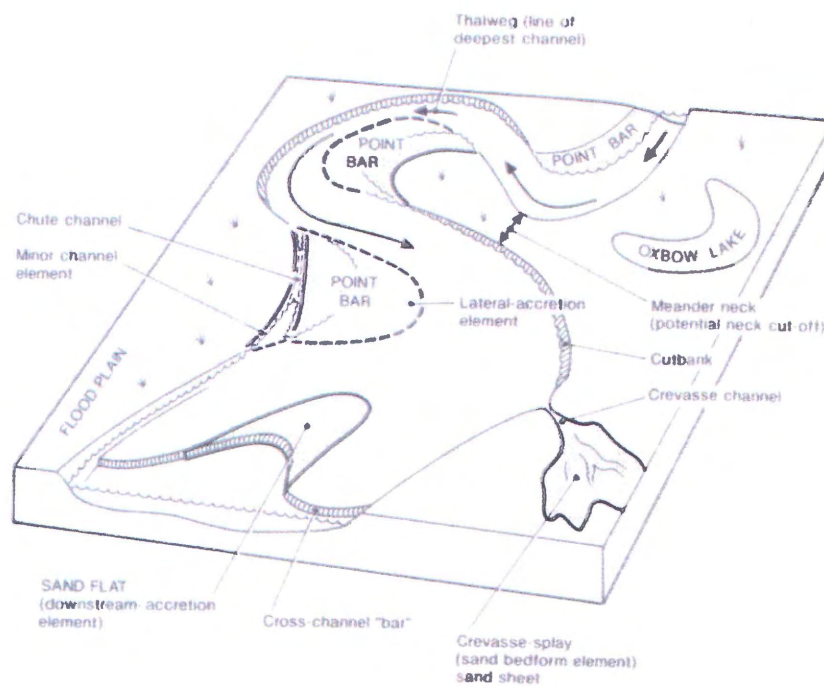 Thalweg (line of
deepest channel)
POINT
BAR
POINT BAR
Chute channel
Minor channel
element
OXBOW LAKE
POINT
BAR
Lateral-accretion
element
Meander neck
(potential neck cut-off)
Cutbank
Crevasse channel
FLOOD PLAIN
SAND FLAT
(downstream-accretion
element)
Cross-channel "bar"
Crevasse-splay
(sand bedform element)
sand sheet